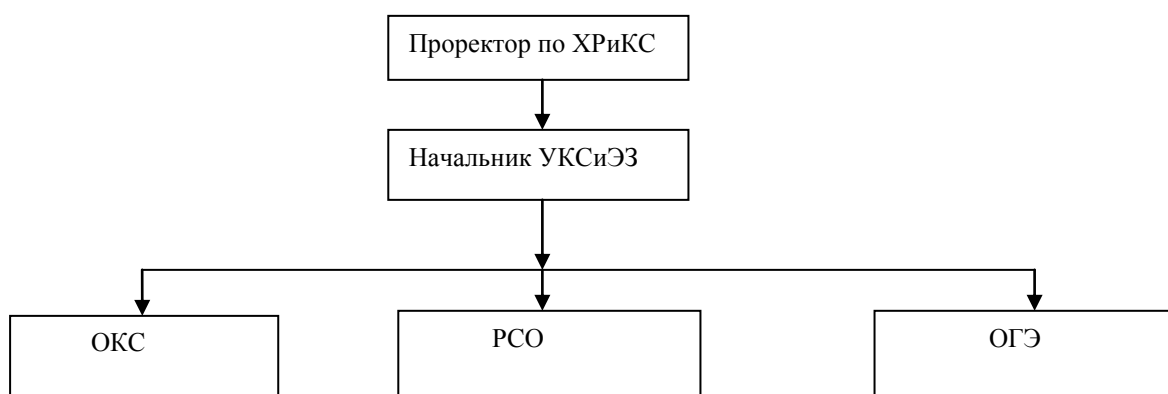 Проректор по ХРиКС
Начальник УКСиЭЗ
ОКС
РСО
ОГЭ